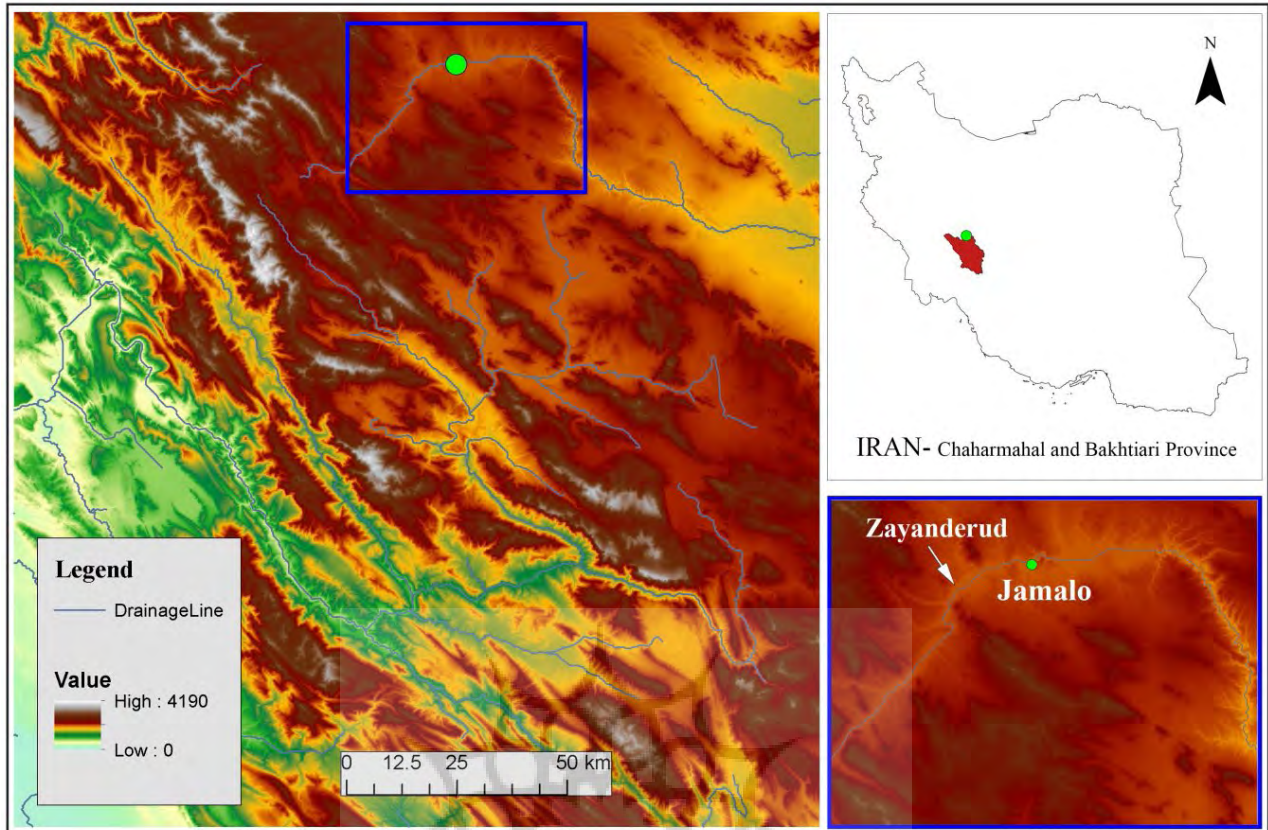 Legend
DrainageLine
Value
High : 4190
Low : 0
0 12.5 25 50 km
N
IRAN- Chaharmahal and Bakhtiari Province
Zayanderud
Jamalo